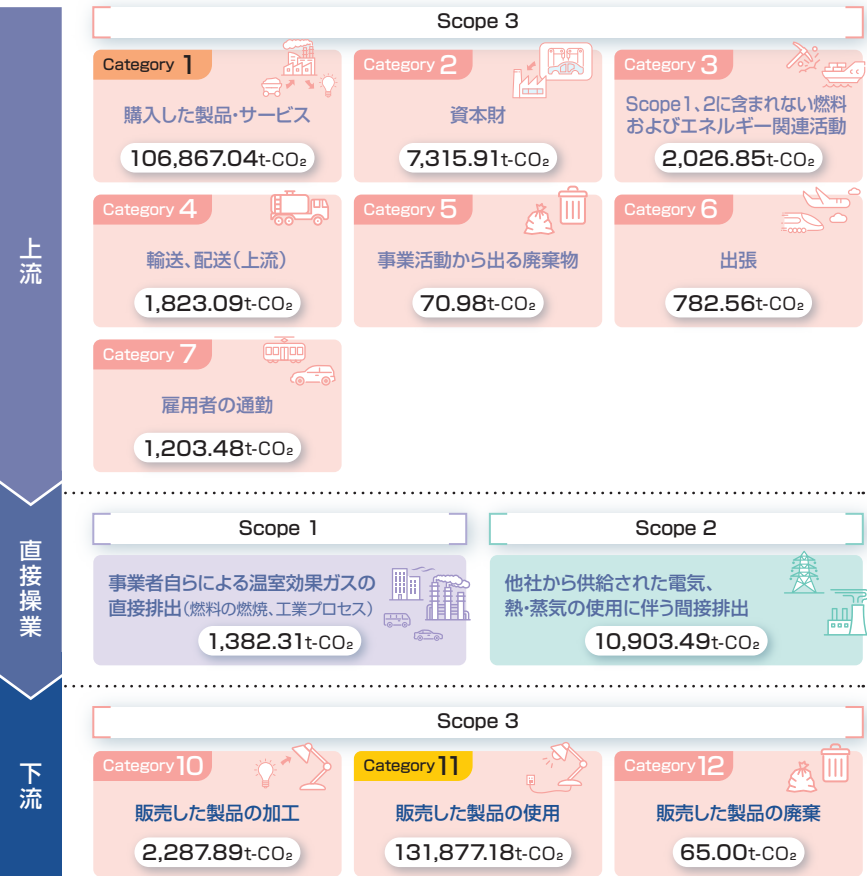 Scope 3
Category 1
購入した製品・サービス
106,867.04t-CO₂
Category 2
資本財
7,315.91t-CO₂
Category 3
Scope1、2に含まれない燃料
およびエネルギー関連活動
2,026.85t-CO₂
Category 4
輸送、配送（上流）
1,823.09t-CO₂
Category 5
事業活動から出る廃棄物
70.98t-CO₂
Category 6
出張
782.56t-CO₂
Category 7
雇用者の通勤
1,203.48t-CO₂
上流
Scope 1
事業者自らによる温室効果ガスの
直接排出（燃料の燃焼、工業プロセス）
1,382.31t-CO₂
Scope 2
他社から供給された電気、
熱・蒸気の使用に伴う間接排出
10,903.49t-CO₂
直接操業
Scope 3
Category 10
販売した製品の加工
2,287.89t-CO₂
Category 11
販売した製品の使用
131,877.18t-CO₂
Category 12
販売した製品の廃棄
65.00t-CO₂
下流